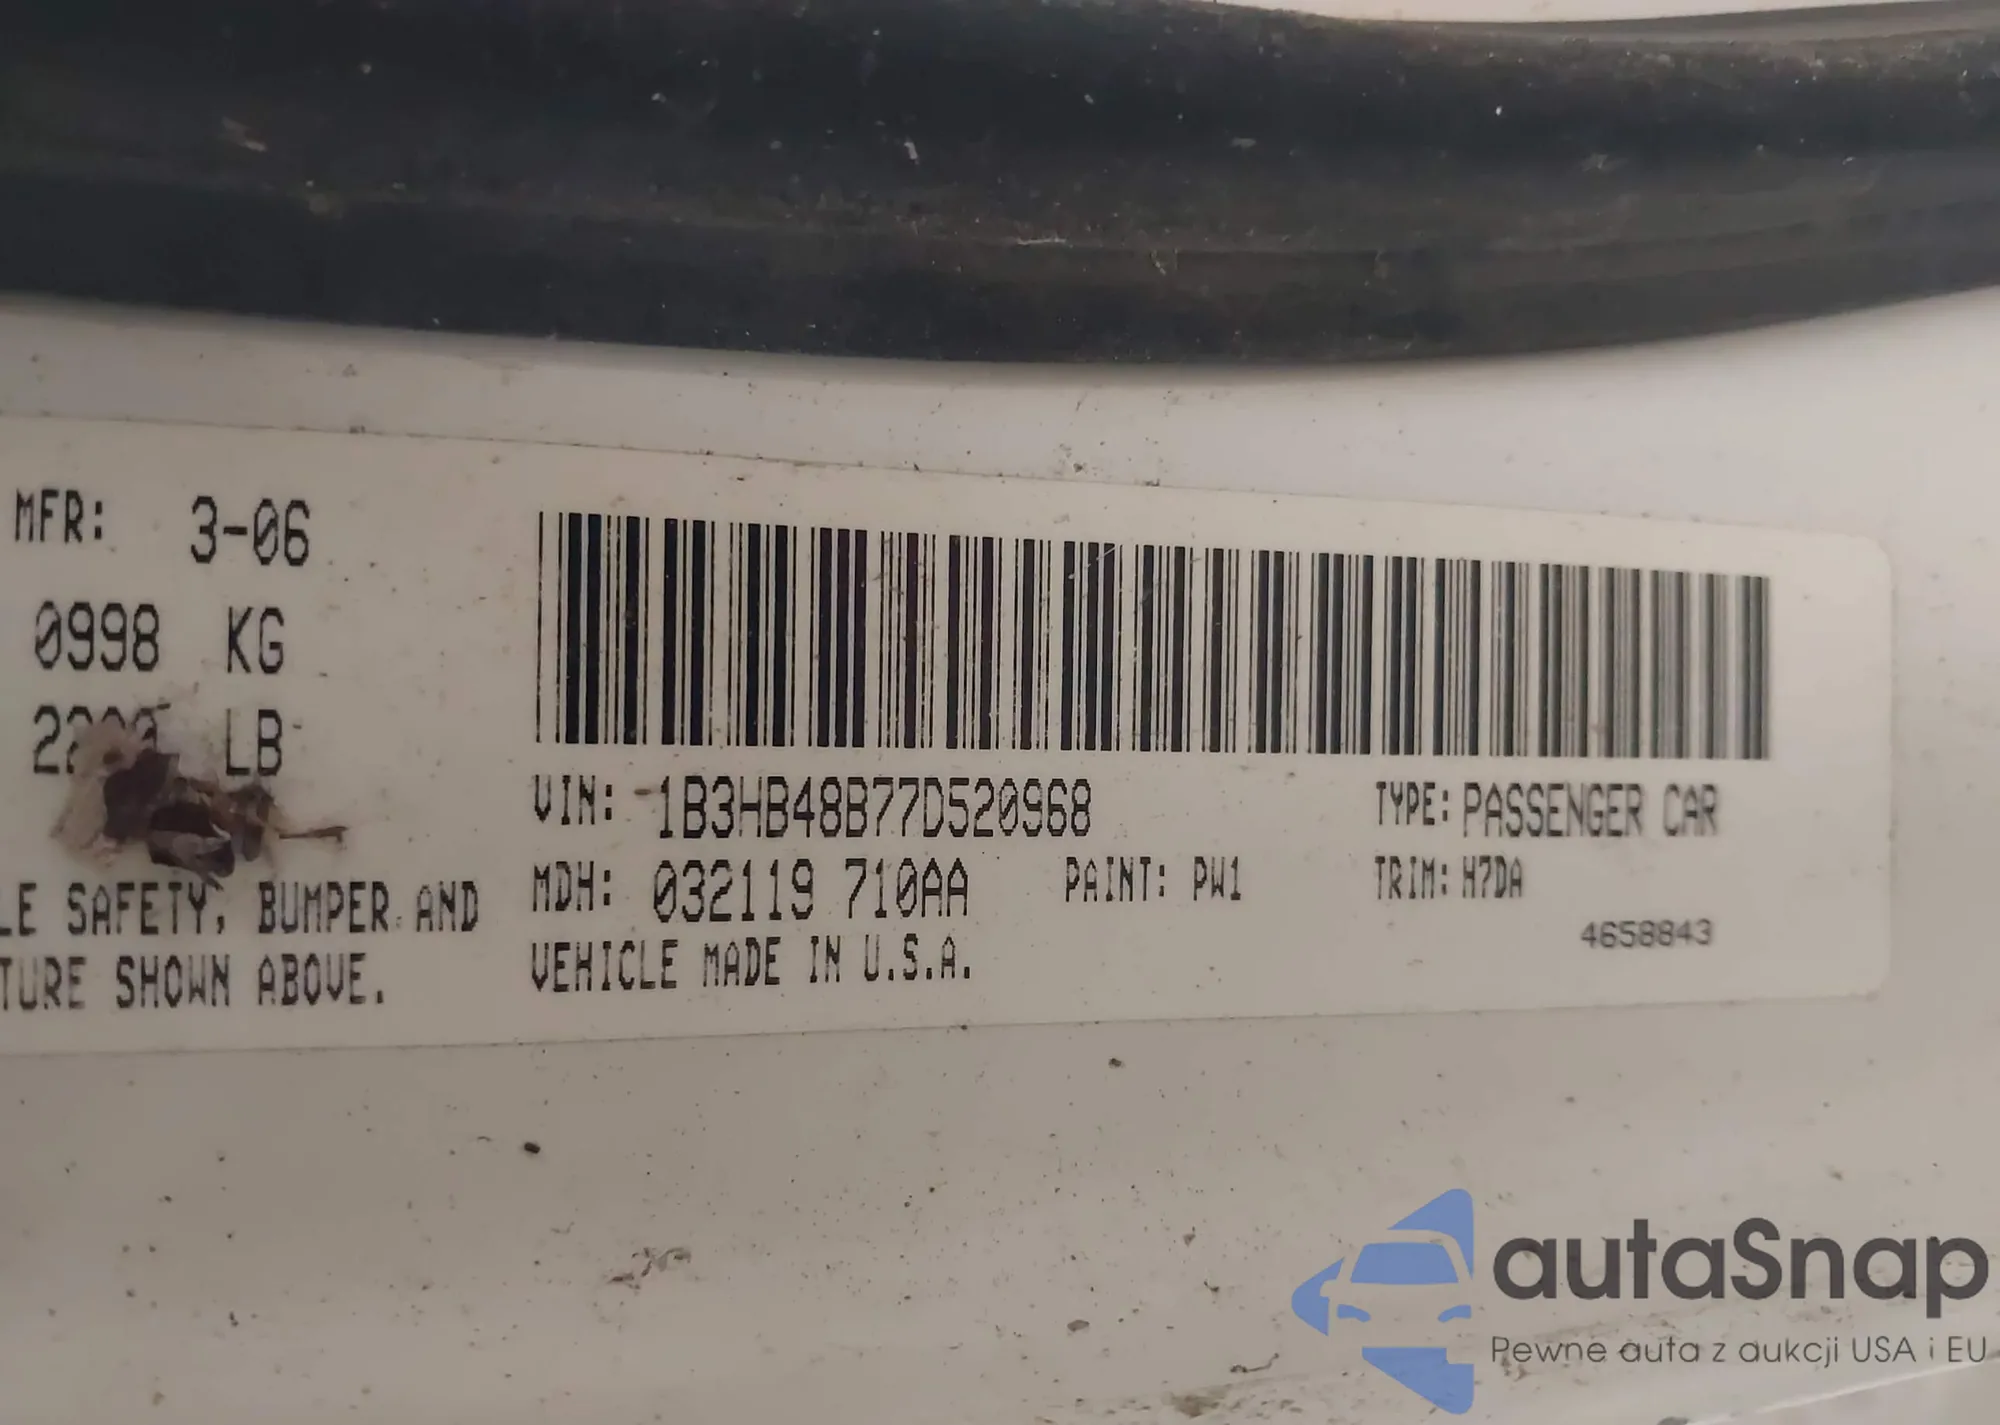 MFR: 3-06
0998 KG
LB
LE SAFETY, BUMPER AND
TURE SHOWN ABOVE.
VIN: -1B3HB48B77D520968
TYPE: PASSENGER CAR
MDH: 032119 710AA
PAINT: PW1
TRIM: H7DA
4658843
VEHICLE MADE IN U.S.A.
autaSnap
Pewne auta z aukcji USA i EU